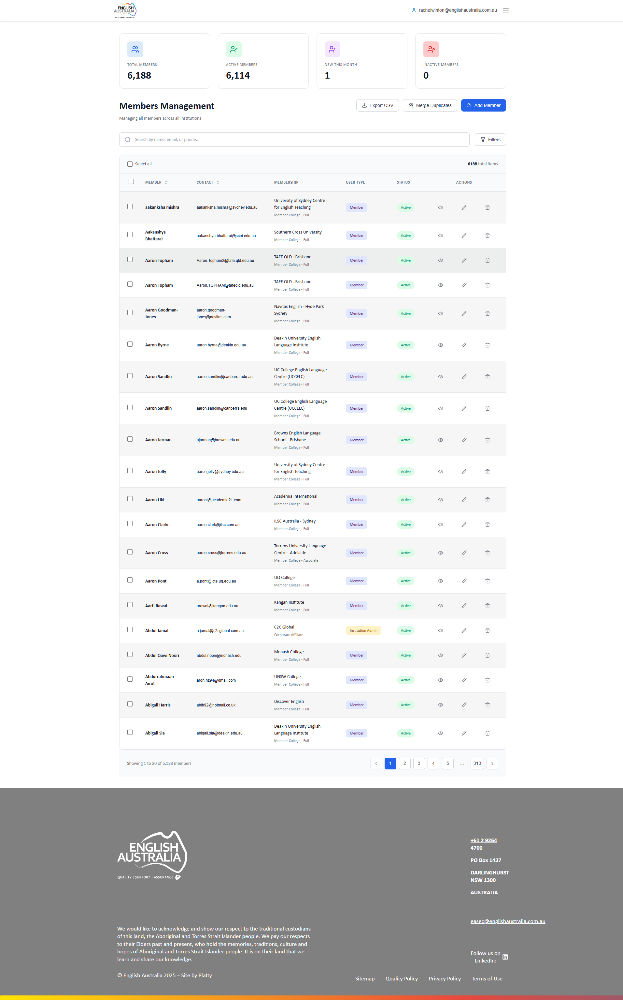 ENGLISH
AUSTRALIA
QUALITY | SUPPORT | ASSURANCE
rachelwinton@englishaustralia.com.au
TOTAL MEMBERS
6,188
ACTIVE MEMBERS
6,114
NEW THIS MONTH
1
INACTIVE MEMBERS
0
Members Management
Managing all members across all institutions
Export CSV
Merge Duplicates
Add Member
Search by name, email, or phone...
Filters
Select all
6188 total items
MEMBER CONTACT MEMBERSHIP USER TYPE STATUS ACTIONS
aakanksha mishra
aakanksha.mishra@sydney.edu.au
University of Sydney Centre
for English Teaching
Member College - Full
Member
Active
Aakanshya
Bhattarai
aakanshya.bhattarai@scei.edu.au
Southern Cross University
Member College - Full
Member
Active
Aaron Topham
Aaron.Topham2@tafe.qld.edu.au
TAFE QLD - Brisbane
Member College - Full
Member
Active
Aaron Topham
Aaron.TOPHAM@tafeqld.edu.au
TAFE QLD - Brisbane
Member College - Full
Member
Active
Aaron Goodman-
Jones
aaron.goodman-
jones@navitas.com
Navitas English - Hyde Park
Sydney
Member College - Full
Member
Active
Aaron Byrne
aaron.byrne@deakin.edu.au
Deakin University English
Language Institute
Member College - Full
Member
Active
Aaron Sandlin
aaron.sandlin@canberra.edu.au
UC College English Language
Centre (UCCELC)
Member College - Full
Member
Active
Aaron Sandlin
aaron.sandlin@canberra.edu
UC College English Language
Centre (UCCELC)
Member College - Full
Member
Active
Aaron Jarman
ajarman@browns.edu.au
Browns English Language
School - Brisbane
Member College - Full
Member
Active
Aaron Jolly
aaron.jolly@sydney.edu.au
University of Sydney Centre
for English Teaching
Member College - Full
Member
Active
Aaron LIN
aaronl@academia21.com
Academia International
Member College - Full
Member
Active
Aaron Clarke
aaron.clark@ilsc.com.au
ILSC Australia - Sydney
Member College - Full
Member
Active
Aaron Cross
aaron.cross@torrens.edu.au
Torrens University Language
Centre - Adelaide
Member College - Associate
Member
Active
Aaron Pont
a.pont@icte.uq.edu.au
UQ College
Member College - Full
Member
Active
Aarti Rawat
arawat@kangan.edu.au
Kangan Institute
Member College - Full
Member
Active
Abdul Jamal
a.jamal@c2cglobal.com.au
C2C Global
Corporate Affiliate
Institution Admin
Active
Abdul Qawi Noori
abdul.noori@monash.edu
Monash College
Member College - Full
Member
Active
Abdurrahmaan
Airot
aron.nz94@gmail.com
UNSW College
Member College - Full
Member
Active
Abigail Harris
abih92@hotmail.co.uk
Discover English
Member College - Full
Member
Active
Abigail Sia
abigail.sia@deakin.edu.au
Deakin University English
Language Institute
Member College - Full
Member
Active
Showing 1 to 20 of 6.188 members
1 2 3 4 5 ... 310
ENGLISH
AUSTRALIA
QUALITY | SUPPORT | ASSURANCE
+61 2 9264
4700
PO Box 1437
DARLINGHURST
NSW 1300
AUSTRALIA
easec@englishaustralia.com.au
We would like to acknowledge and show our respect to the traditional custodians
of this land, the Aboriginal and Torres Strait Islander people. We pay our respects
to their Elders past and present, who hold the memories, traditions, culture and
hopes of Aboriginal and Torres Strait Islander people. It is on their land that we
learn and share our knowledge.
Follow us on
LinkedIn:
© English Australia 2025 – Site by Platty
Sitemap Quality Policy Privacy Policy Terms of Use